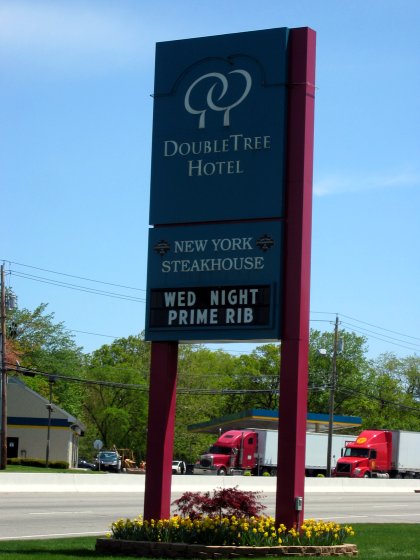 DOUBLETREE
HOTEL
NEW YORK
STEAKHOUSE
WED NIGHT
PRIME RIB